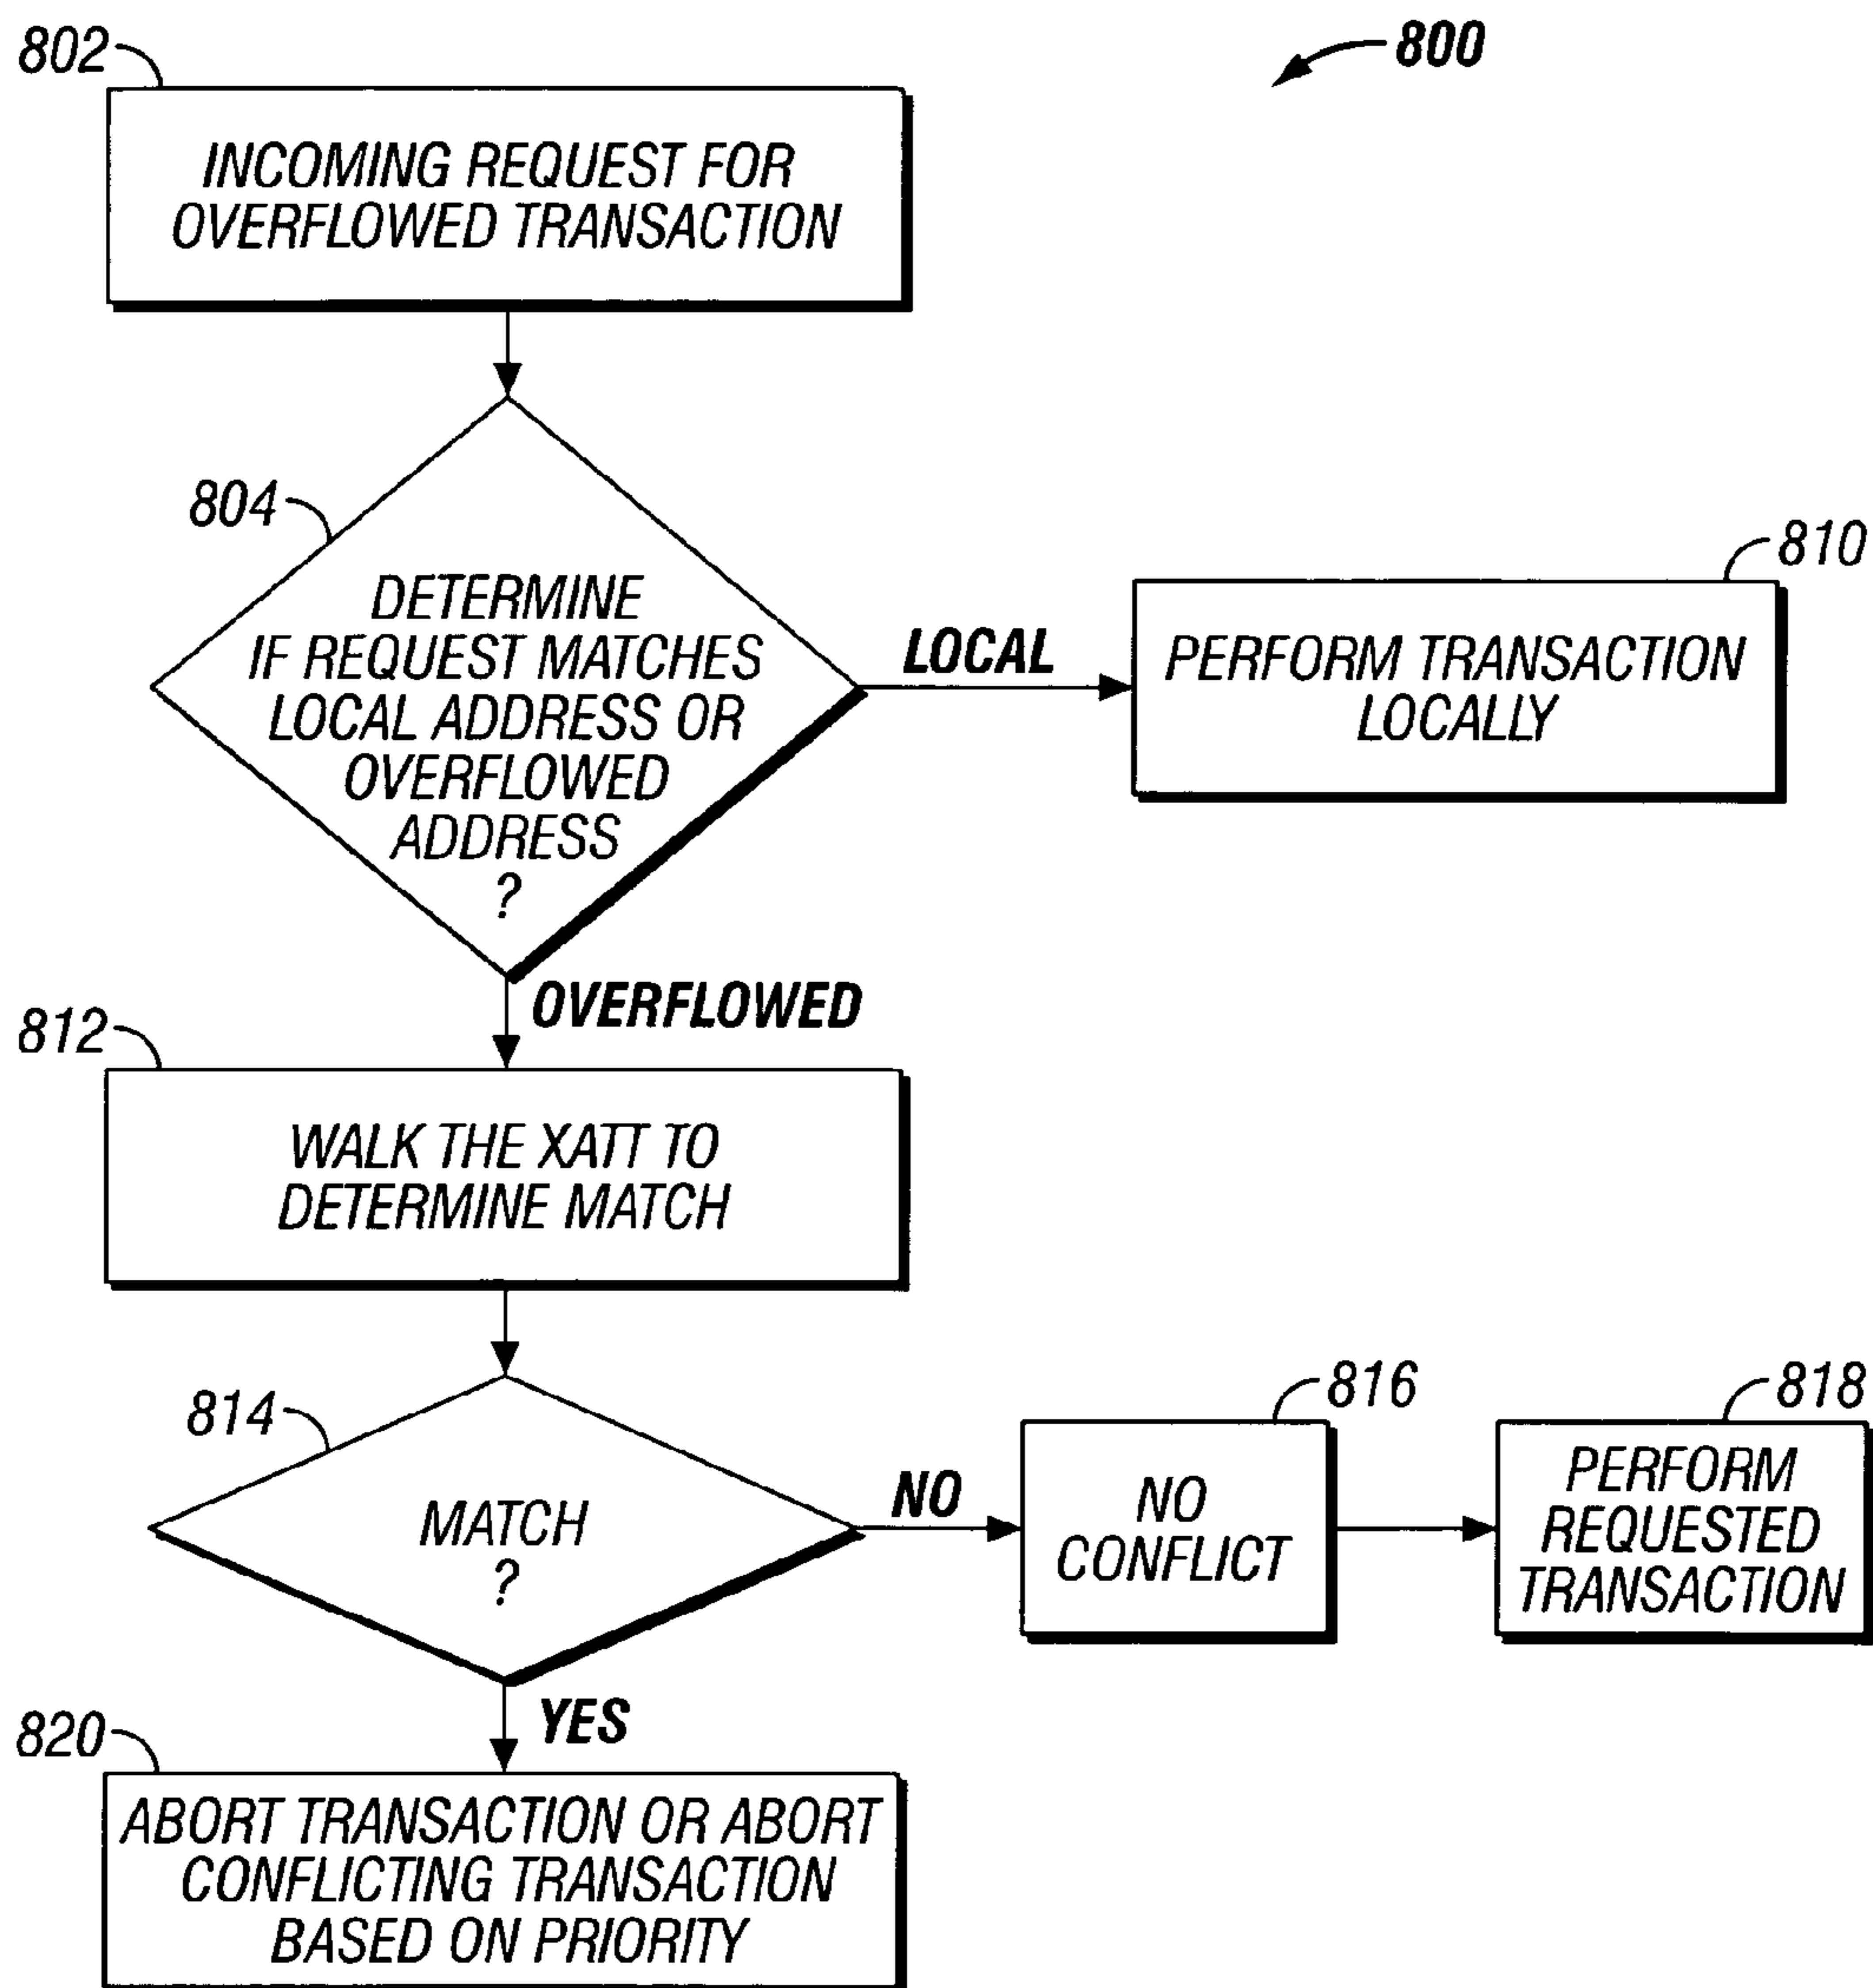 802
800
INCOMING REQUEST FOR
OVERFLOWED TRANSACTION
804
DETERMINE
IF REQUEST MATCHES
LOCAL ADDRESS OR
OVERFLOWED
ADDRESS
?
LOCAL
810
PERFORM TRANSACTION
LOCALLY
OVERFLOWED
812
WALK THE XATT TO
DETERMINE MATCH
814
MATCH
?
NO
816
NO
CONFLICT
818
PERFORM
REQUESTED
TRANSACTION
YES
820
ABORT TRANSACTION OR ABORT
CONFLICTING TRANSACTION
BASED ON PRIORITY